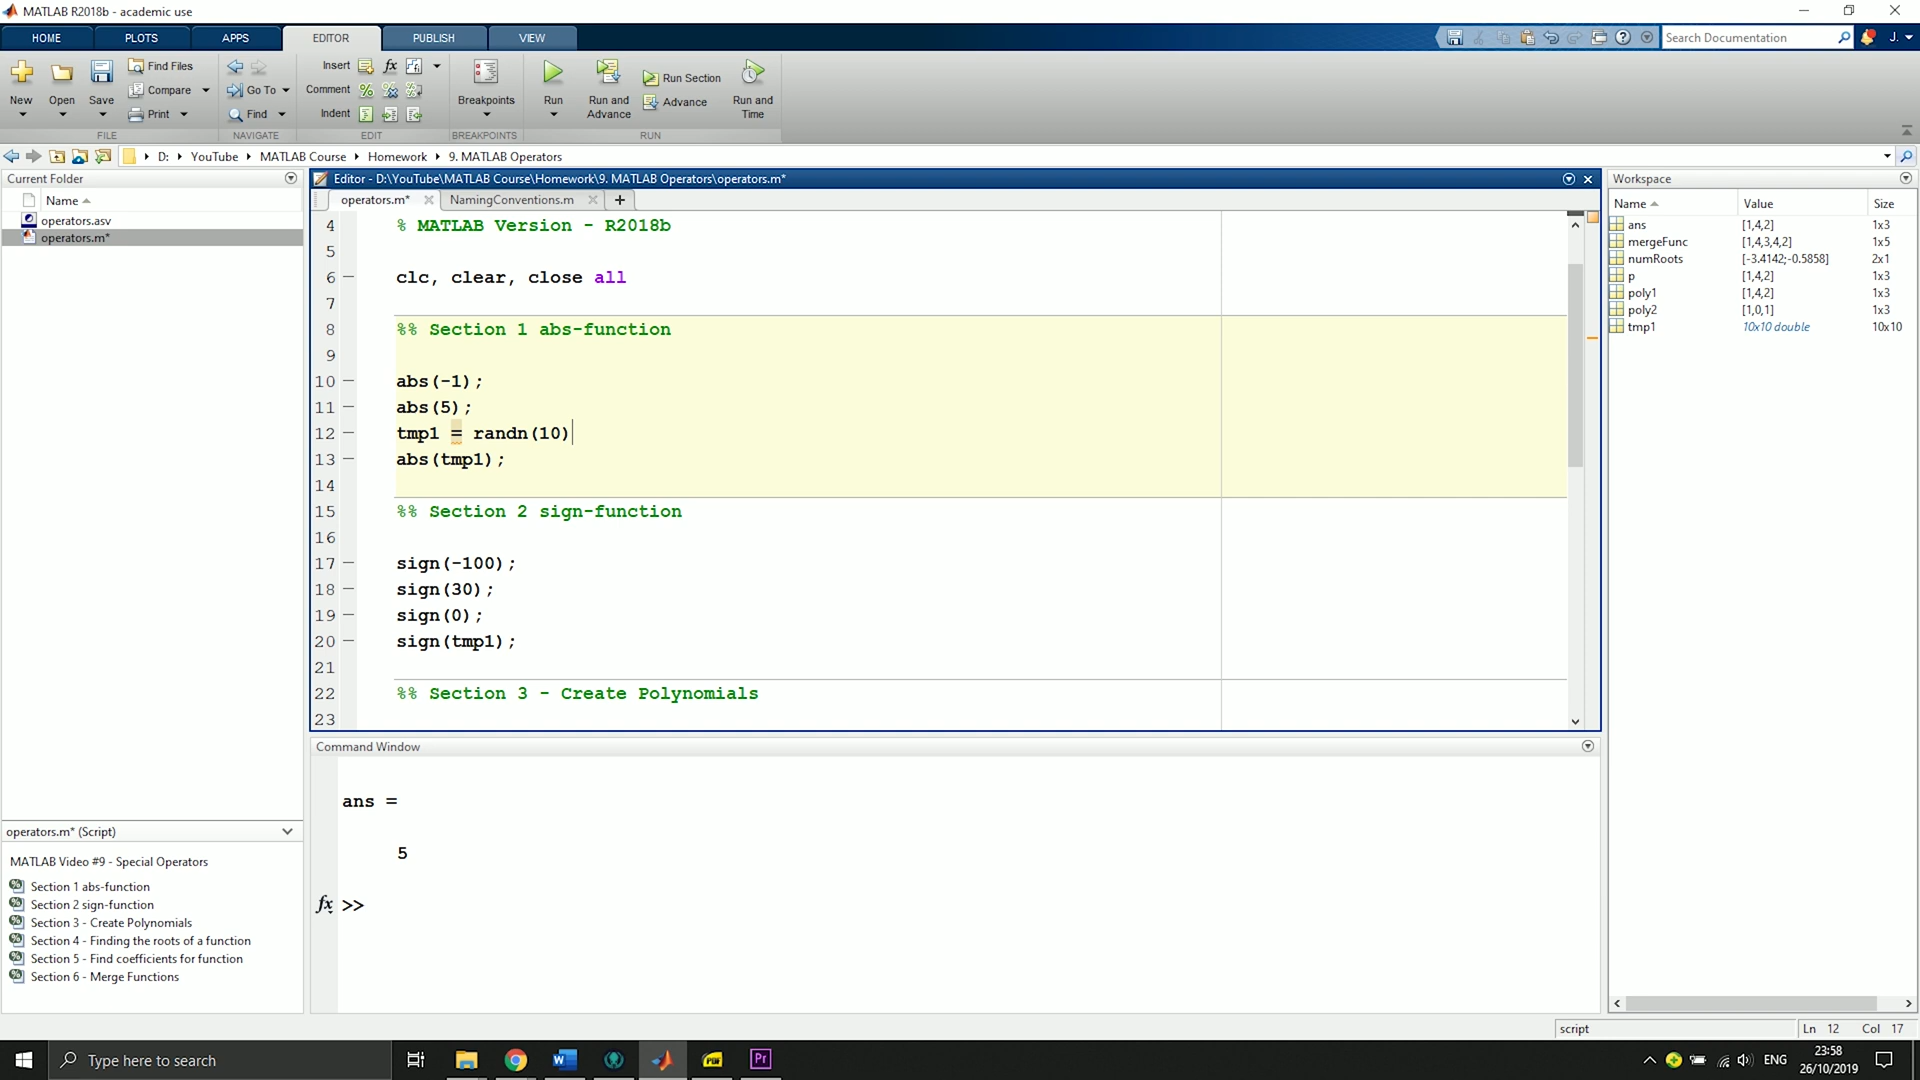 MATLAB R2018b - academic use
HOME PLOTS APPS EDITOR PUBLISH VIEW
Search Documentation J.
New Open Save Find Files Compare Print
FILE
Go To Find
NAVIGATE
Insert fx
Comment
Indent
EDIT
Breakpoints
BREAKPOINTS
Run Run and Advance Run Section Advance Run and Time
RUN
D: YouTube MATLAB Course Homework 9. MATLAB Operators
Current Folder
Name
operators.asv
operators.m*
Editor - D:\YouTube\MATLAB Course\Homework\9. MATLAB Operators\operators.m*
operators.m* NamingConventions.m
4 % MATLAB Version - R2018b
5
6 clc, clear, close all
7
8 %% Section 1 abs-function
9
10 abs(-1);
11 abs(5);
12 tmp1 = randn(10)
13 abs(tmp1);
14
15 %% Section 2 sign-function
16
17 sign(-100);
18 sign(30);
19 sign(0);
20 sign(tmp1);
21
22 %% Section 3 - Create Polynomials
23
Command Window
ans =
5
fx >>
Workspace
Name Value Size
ans [1,4,2] 1x3
mergeFunc [1,4,3,4,2] 1x5
numRoots [-3.4142;-0.5858] 2x1
p [1,4,2] 1x3
poly1 [1,4,2] 1x3
poly2 [1,0,1] 1x3
tmp1 10x10 double 10x10
operators.m* (Script)
MATLAB Video #9 - Special Operators
Section 1 abs-function
Section 2 sign-function
Section 3 - Create Polynomials
Section 4 - Finding the roots of a function
Section 5 - Find coefficients for function
Section 6 - Merge Functions
script Ln 12 Col 17
Type here to search
W PDF Pr
ENG
23:58
26/10/2019